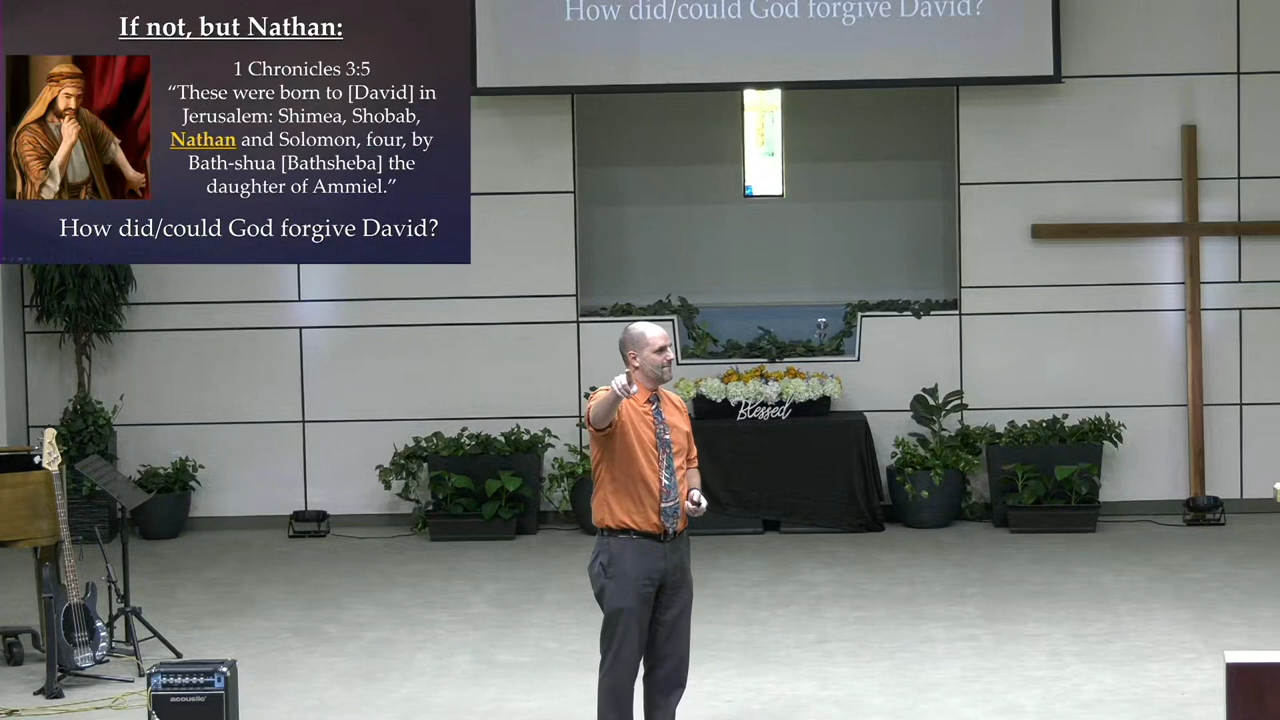 If not, but Nathan:
1 Chronicles 3:5
“These were born to [David] in
Jerusalem: Shimea, Shobab,
Nathan and Solomon, four, by
Bath-shua [Bathsheba] the
daughter of Ammiel.”
How did/could God forgive David?
How did/could God forgive David?
Blessed
acoustic